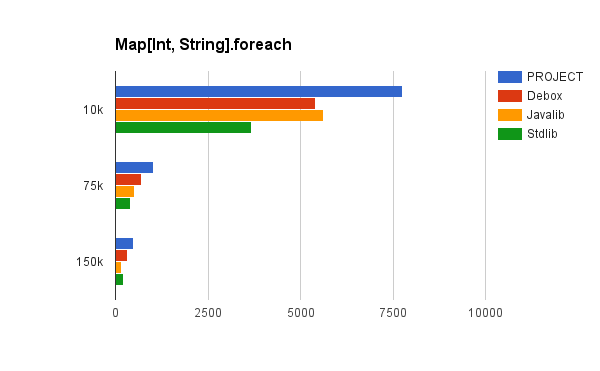 Map[Int, String].foreach
PROJECT
Debox
Javalib
Stdlib
10k
75k
150k
0 2500 5000 7500 10000